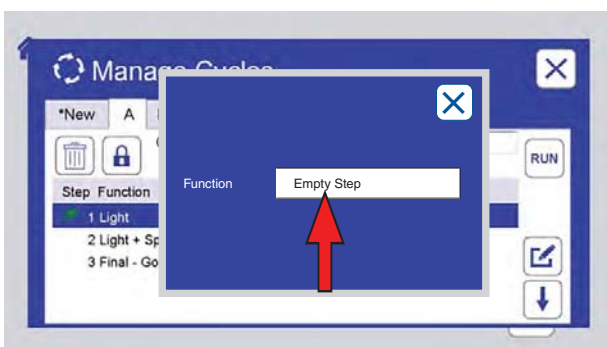 Manage Cycles
*New A
RUN
Step Function
1 Light
2 Light + Sp
3 Final - Go
Function Empty Step